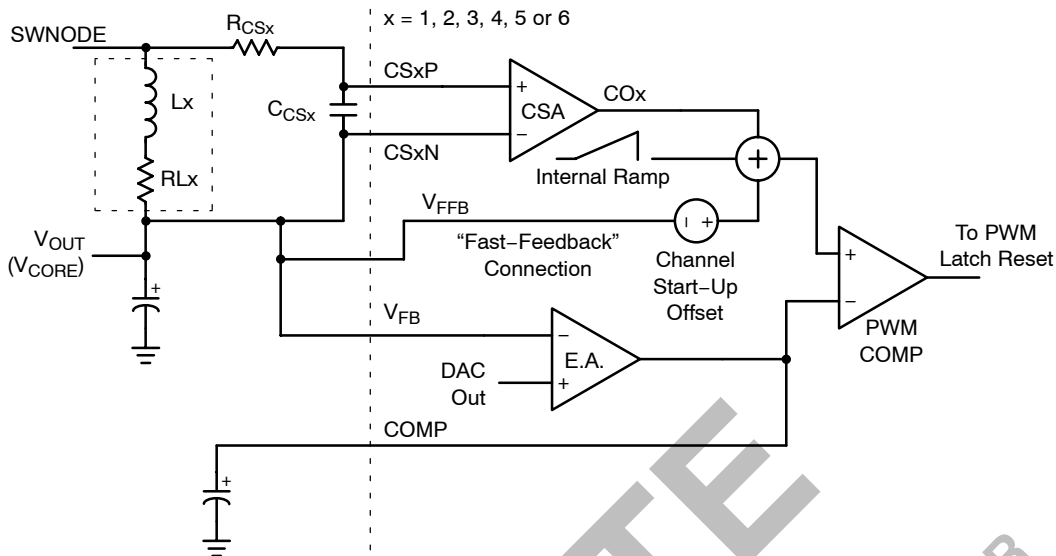 x = 1, 2, 3, 4, 5 or 6
SWNODE
RCSx
CSxP
Lx
CCSx
+
CSA
−
COx
CSxN
+
Internal Ramp
RLx
VFFB
− +
VOUT
(VCORE)
"Fast−Feedback"
Connection
Channel
Start−Up
Offset
+
−
To PWM
Latch Reset
PWM
COMP
+
VFB
−
E.A.
+
DAC
Out
COMP
+
TE
R